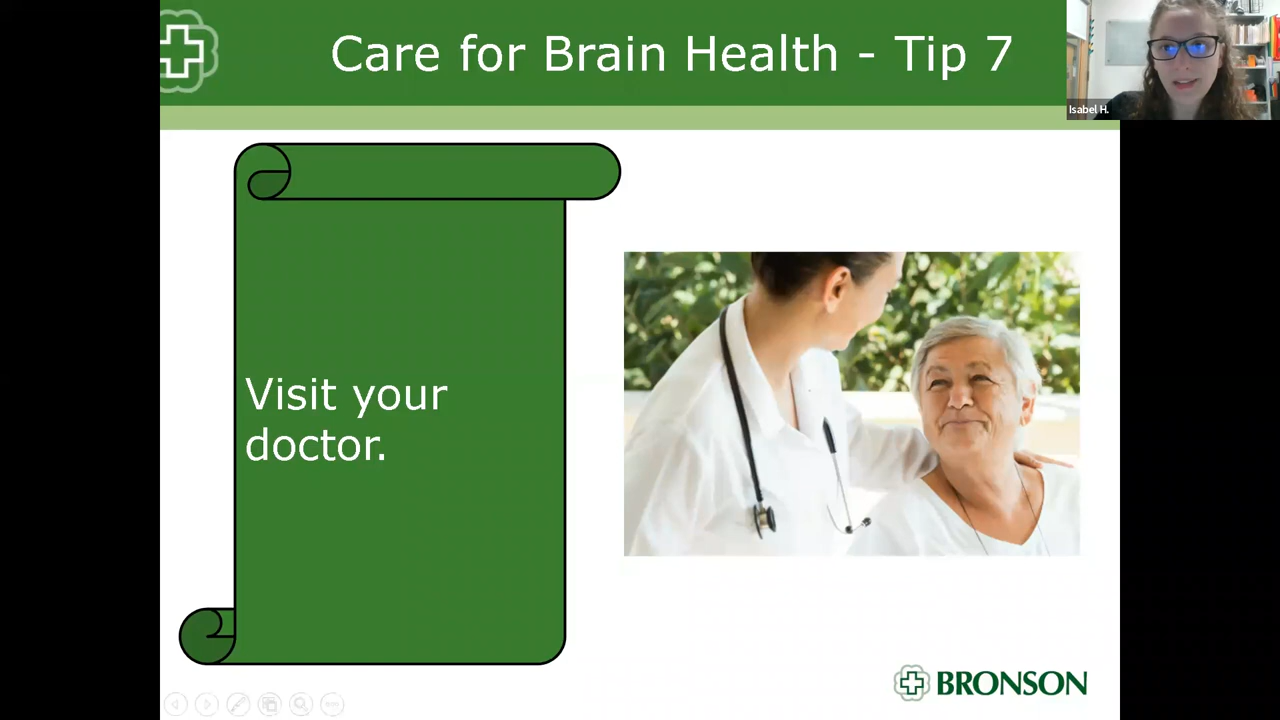 Care for Brain Health - Tip 7
Isabel H.
Visit your
doctor.
BRONSON